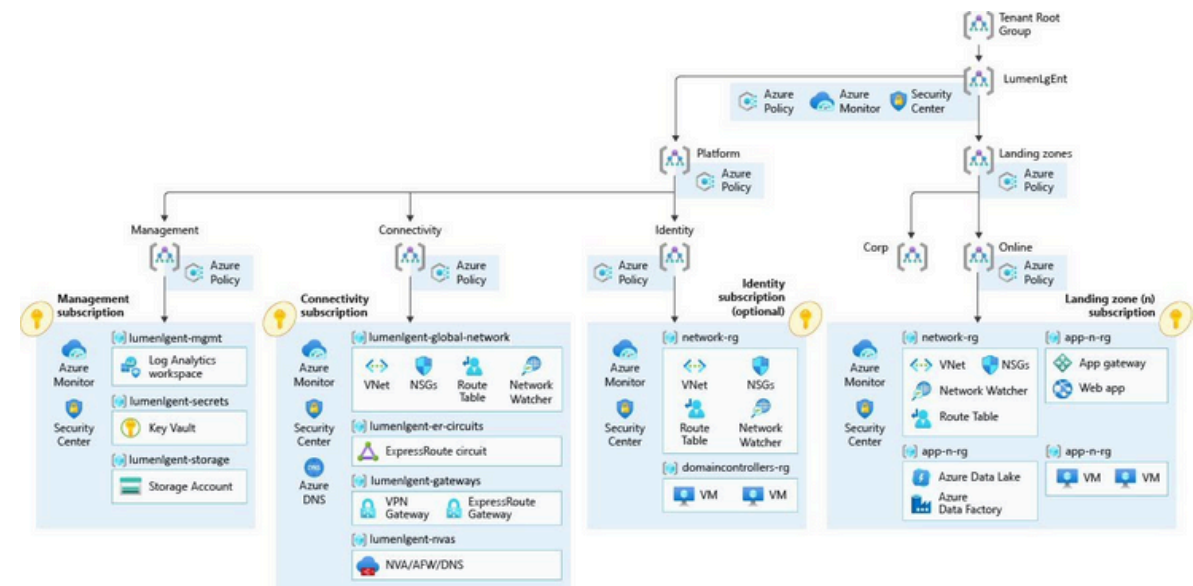 Tenant Root
Group
LumenLgEnt
Azure
Policy
Azure
Monitor
Security
Center
Platform
Azure
Policy
Landing zones
Azure
Policy
Management
Azure
Policy
Connectivity
Azure
Policy
Identity
Azure
Policy
Corp
Online
Azure
Policy
Management
subscription
Azure
Monitor
Security
Center
lumenlgent-mgmt
Log Analytics
workspace
lumenlgent-secrets
Key Vault
lumenlgent-storage
Storage Account
Connectivity
subscription
Azure
Monitor
Security
Center
DNS
Azure
DNS
lumenlgent-global-network
VNet
NSGs
Route
Table
Network
Watcher
lumenlgent-er-circuits
ExpressRoute circuit
lumenlgent-gateways
VPN
Gateway
ExpressRoute
Gateway
lumenlgent-nvas
NVA/AFW/DNS
Identity
subscription
(optional)
Azure
Monitor
Security
Center
network-rg
VNet
NSGs
Route
Table
Network
Watcher
domaincontrollers-rg
VM
VM
Landing zone (n)
subscription
Azure
Monitor
Security
Center
network-rg
VNet
NSGs
Network Watcher
Route Table
app-n-rg
App gateway
Web app
app-n-rg
Azure Data Lake
Azure
Data Factory
app-n-rg
VM
VM